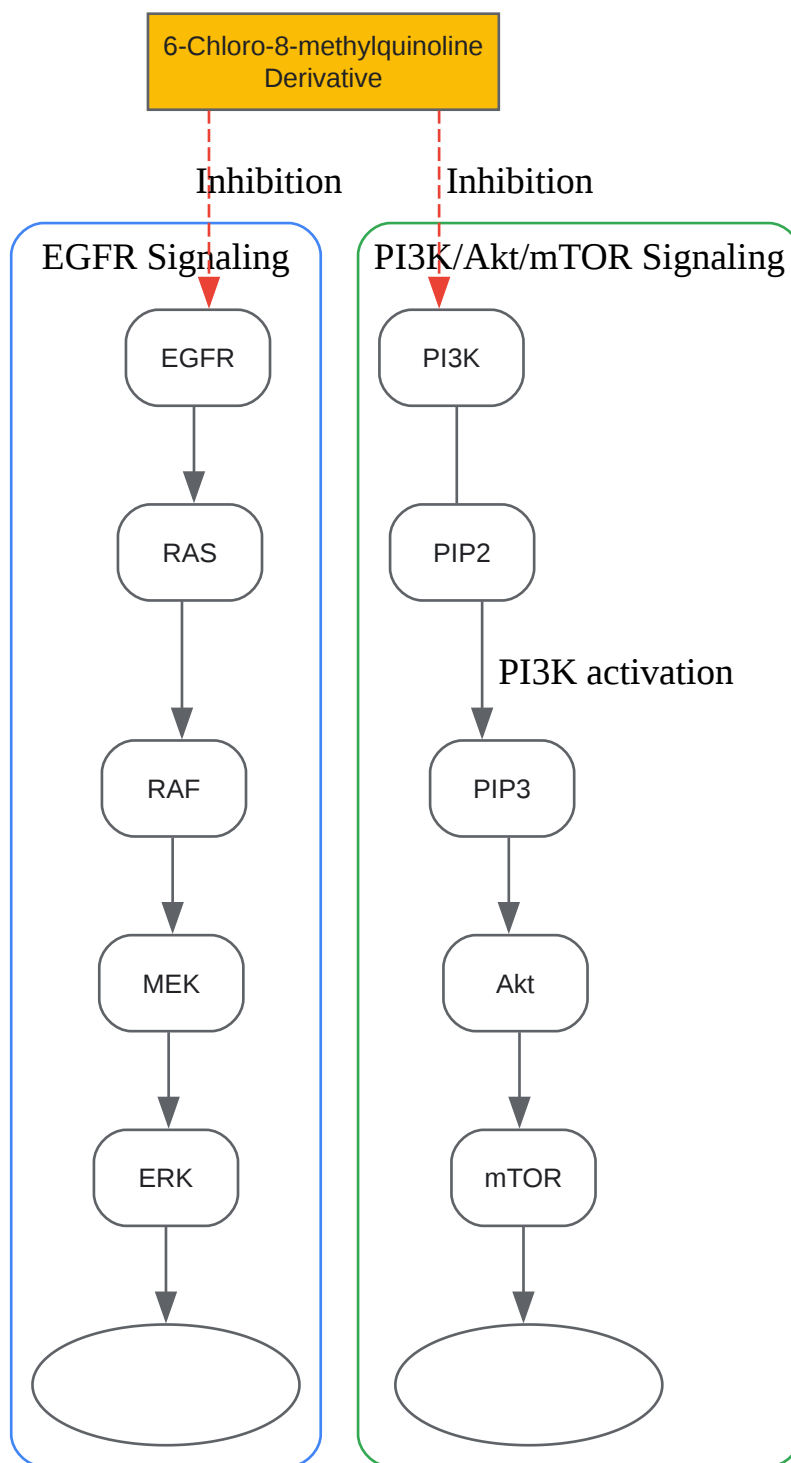 6-Chloro-8-methylquinoline
Derivative
Inhibition
Inhibition
EGFR Signaling
PI3K/Akt/mTOR Signaling
EGFR
PI3K
RAS
PIP2
PI3K activation
RAF
PIP3
MEK
Akt
ERK
mTOR